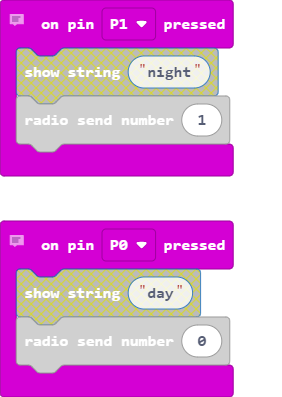 on pin P1 pressed
show string "night"
radio send number 1
on pin P0 pressed
show string "day"
radio send number 0